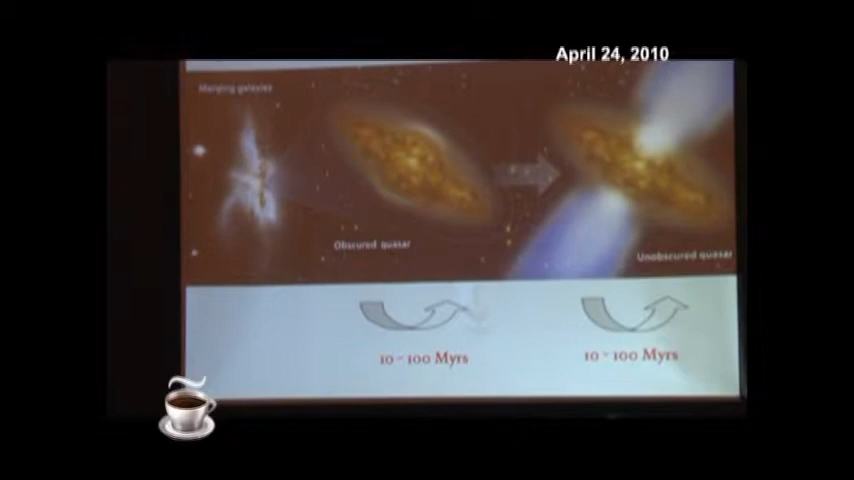 April 24, 2010
Merging galaxies
Obscured quasar
Unobscured quasar
10 - 100 Myrs
10 - 100 Myrs